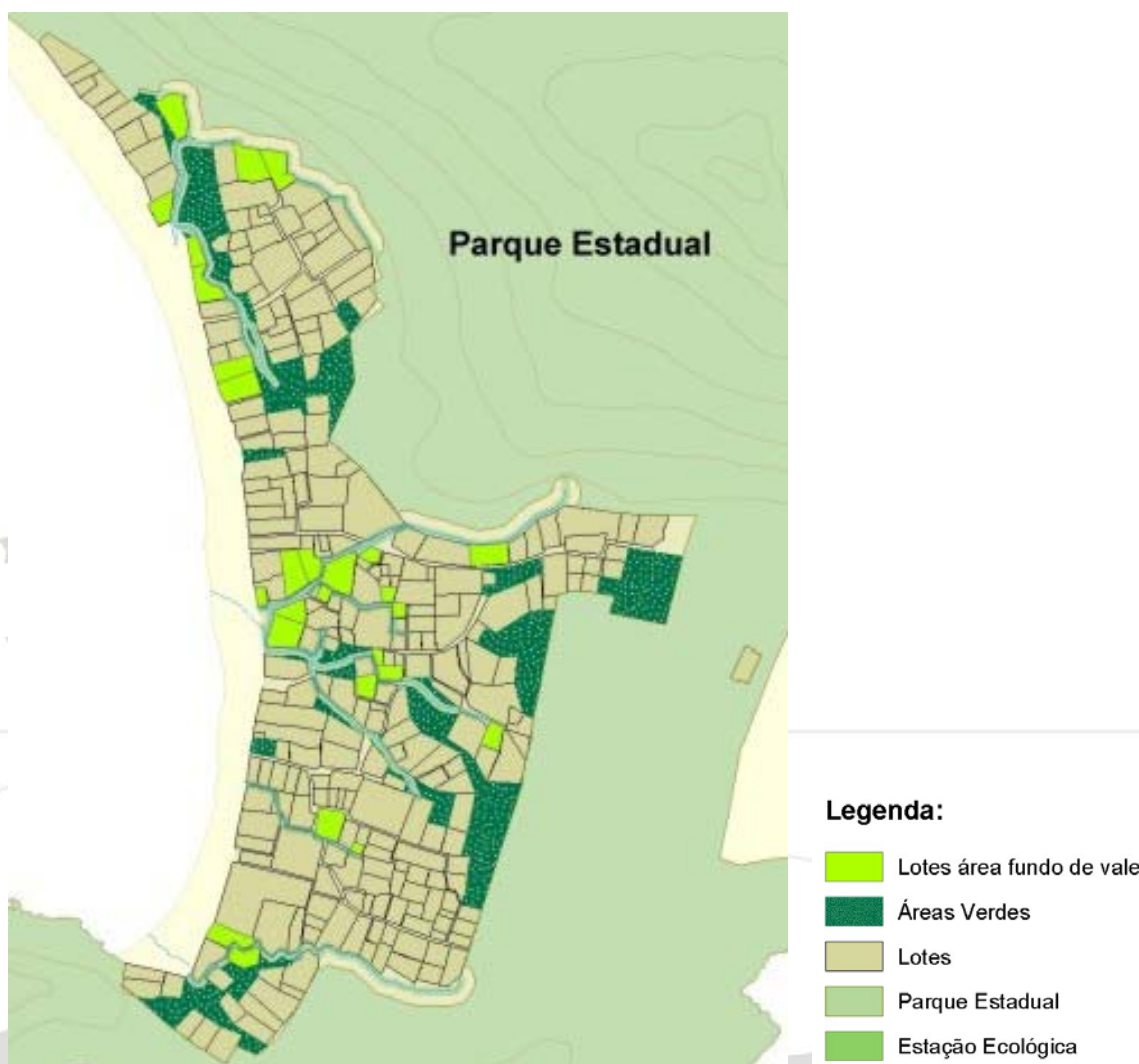 Parque Estadual
Legenda:
Lotes área fundo de vale
Áreas Verdes
Lotes
Parque Estadual
Estação Ecológica